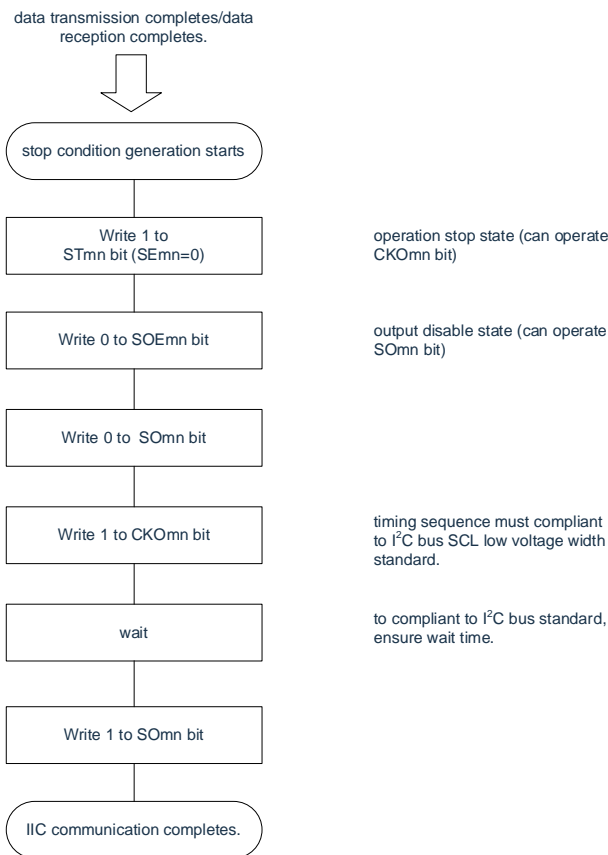 data transmission completes/data
reception completes.
stop condition generation starts
Write 1 to
STmn bit (SEmn=0)
operation stop state (can operate
CKOmn bit)
Write 0 to SOEmn bit
output disable state (can operate
SOmn bit)
Write 0 to SOmn bit
Write 1 to CKOmn bit
timing sequence must compliant
to I²C bus SCL low voltage width
standard.
wait
to compliant to I²C bus standard,
ensure wait time.
Write 1 to SOmn bit
IIC communication completes.